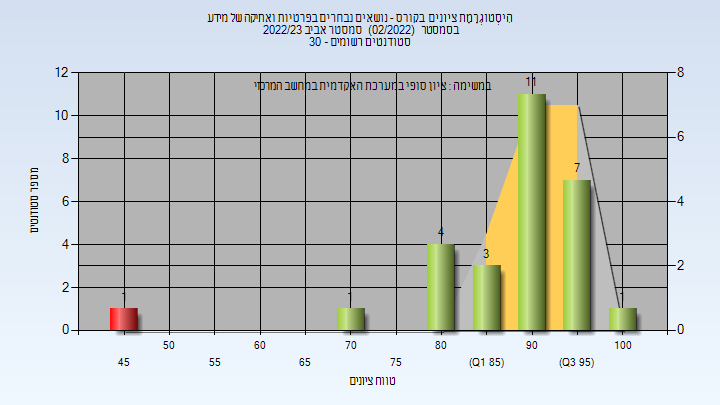 היסטוגרמת ציונים בקורס - נושאים נבחרים בפרטיות ואתיקה של מידע
בסמסטר (02/2022) סמסטר אביב 2022/23
סטודנטים רשומים - 30
במשימה : ציון סופי במערכת האקדמית במחשב המרכזי
12 8
10 6
8
6 4
4 2
2
0 0
1 1 4 3 11 7 1
מספר סטודנטים
50 60 70 80 90 100
45 55 65 75 (Q1 85) (Q3 95)
טווח ציונים